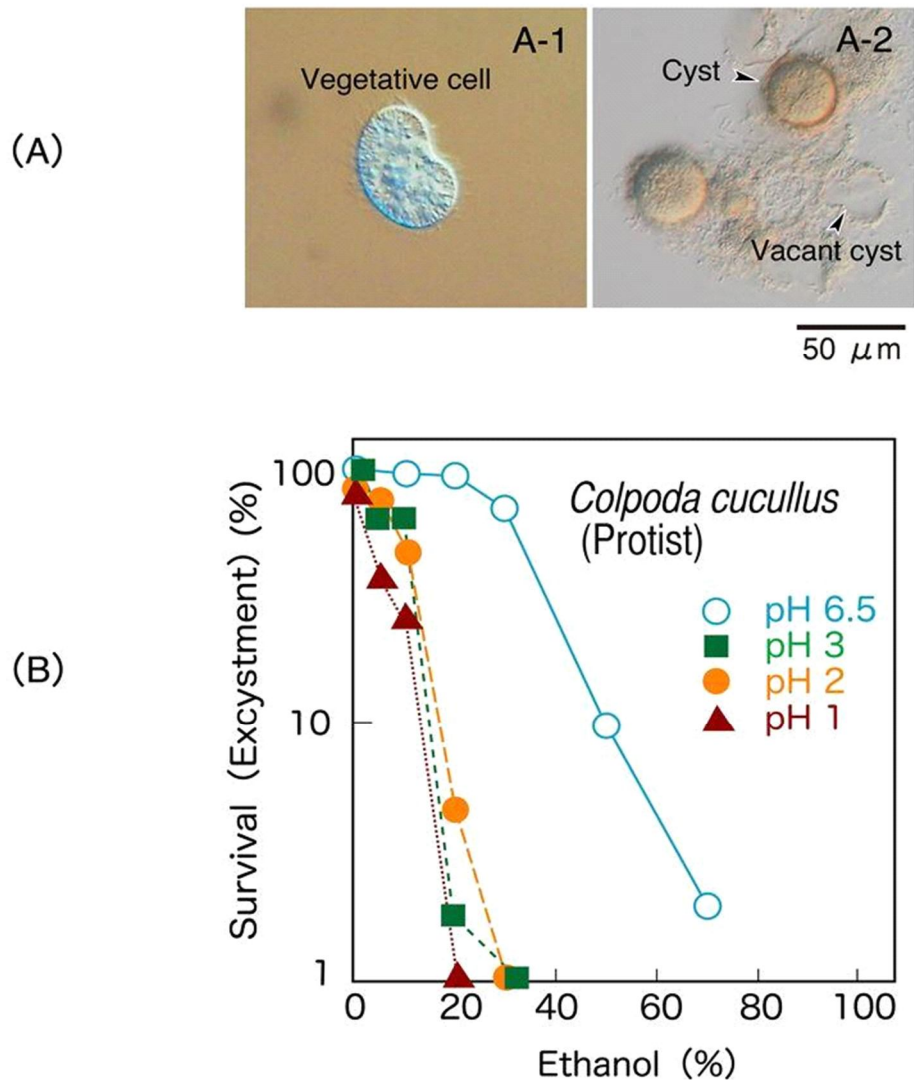 (A)
A-1
Vegetative cell
A-2
Cyst
Vacant cyst
50 μm
(B)
Survival (Excystment) (%)
100
10
1
Colpoda cucullus
(Protist)
pH 6.5
pH 3
pH 2
pH 1
0 20 40 60 80 100
Ethanol (%)